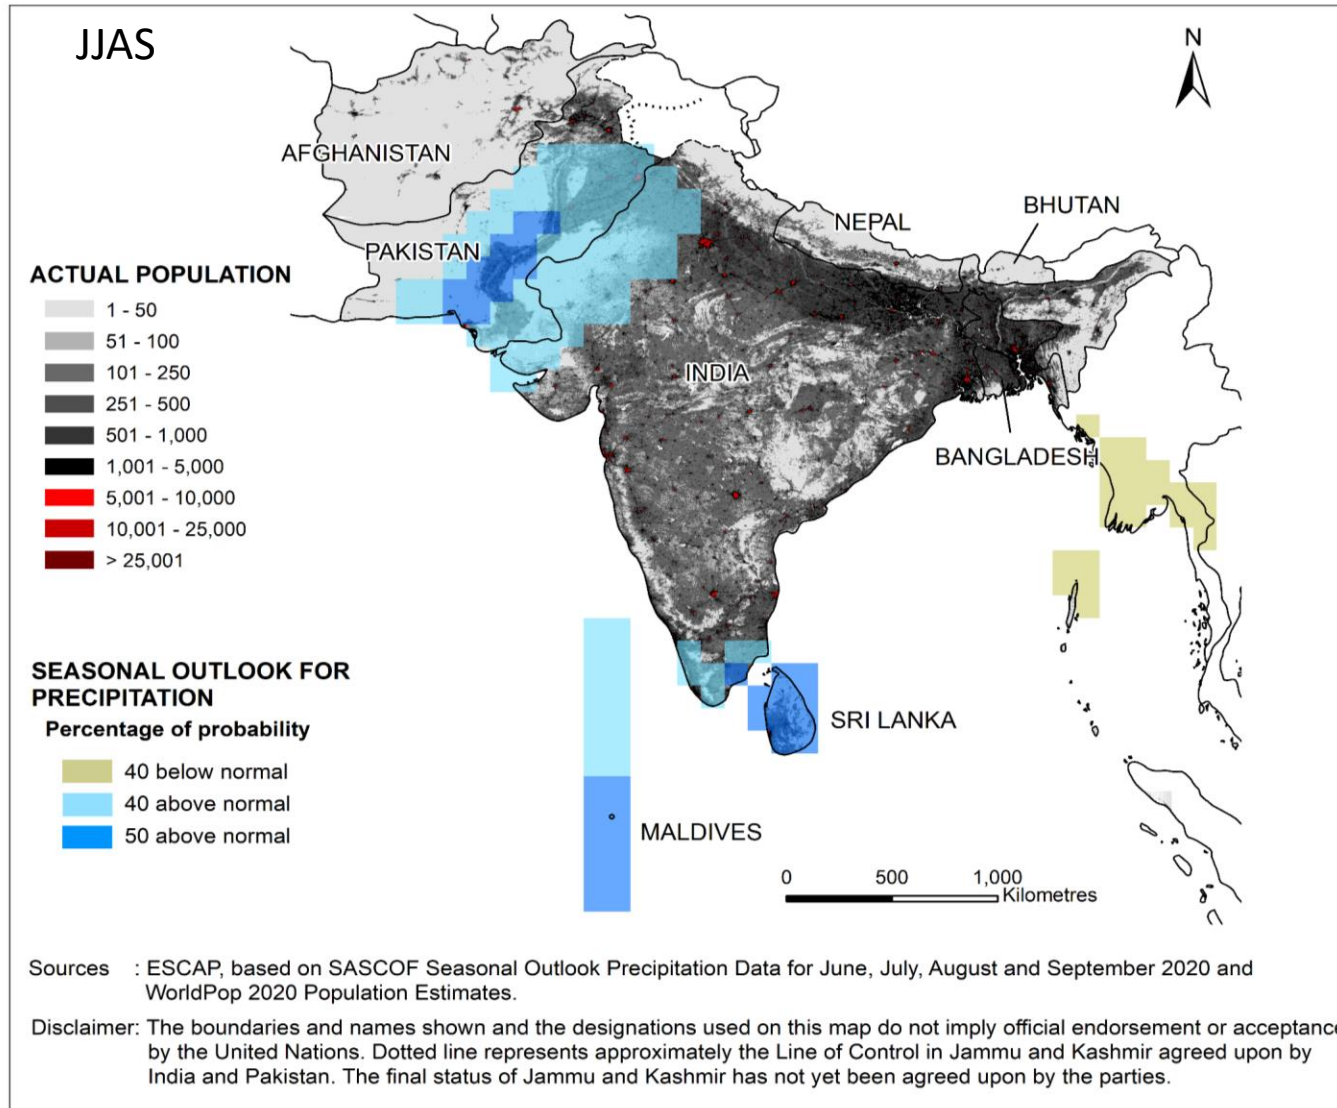 JJAS
N
AFGHANISTAN
PAKISTAN
NEPAL
BHUTAN
INDIA
BANGLADESH
SRI LANKA
MALDIVES
ACTUAL POPULATION
1 - 50
51 - 100
101 - 250
251 - 500
501 - 1,000
1,001 - 5,000
5,001 - 10,000
10,001 - 25,000
> 25,001
SEASONAL OUTLOOK FOR
PRECIPITATION
Percentage of probability
40 below normal
40 above normal
50 above normal
0 500 1,000
Kilometres
Sources : ESCAP, based on SASCOF Seasonal Outlook Precipitation Data for June, July, August and September 2020 and
WorldPop 2020 Population Estimates.
Disclaimer: The boundaries and names shown and the designations used on this map do not imply official endorsement or acceptance
by the United Nations. Dotted line represents approximately the Line of Control in Jammu and Kashmir agreed upon by
India and Pakistan. The final status of Jammu and Kashmir has not yet been agreed upon by the parties.